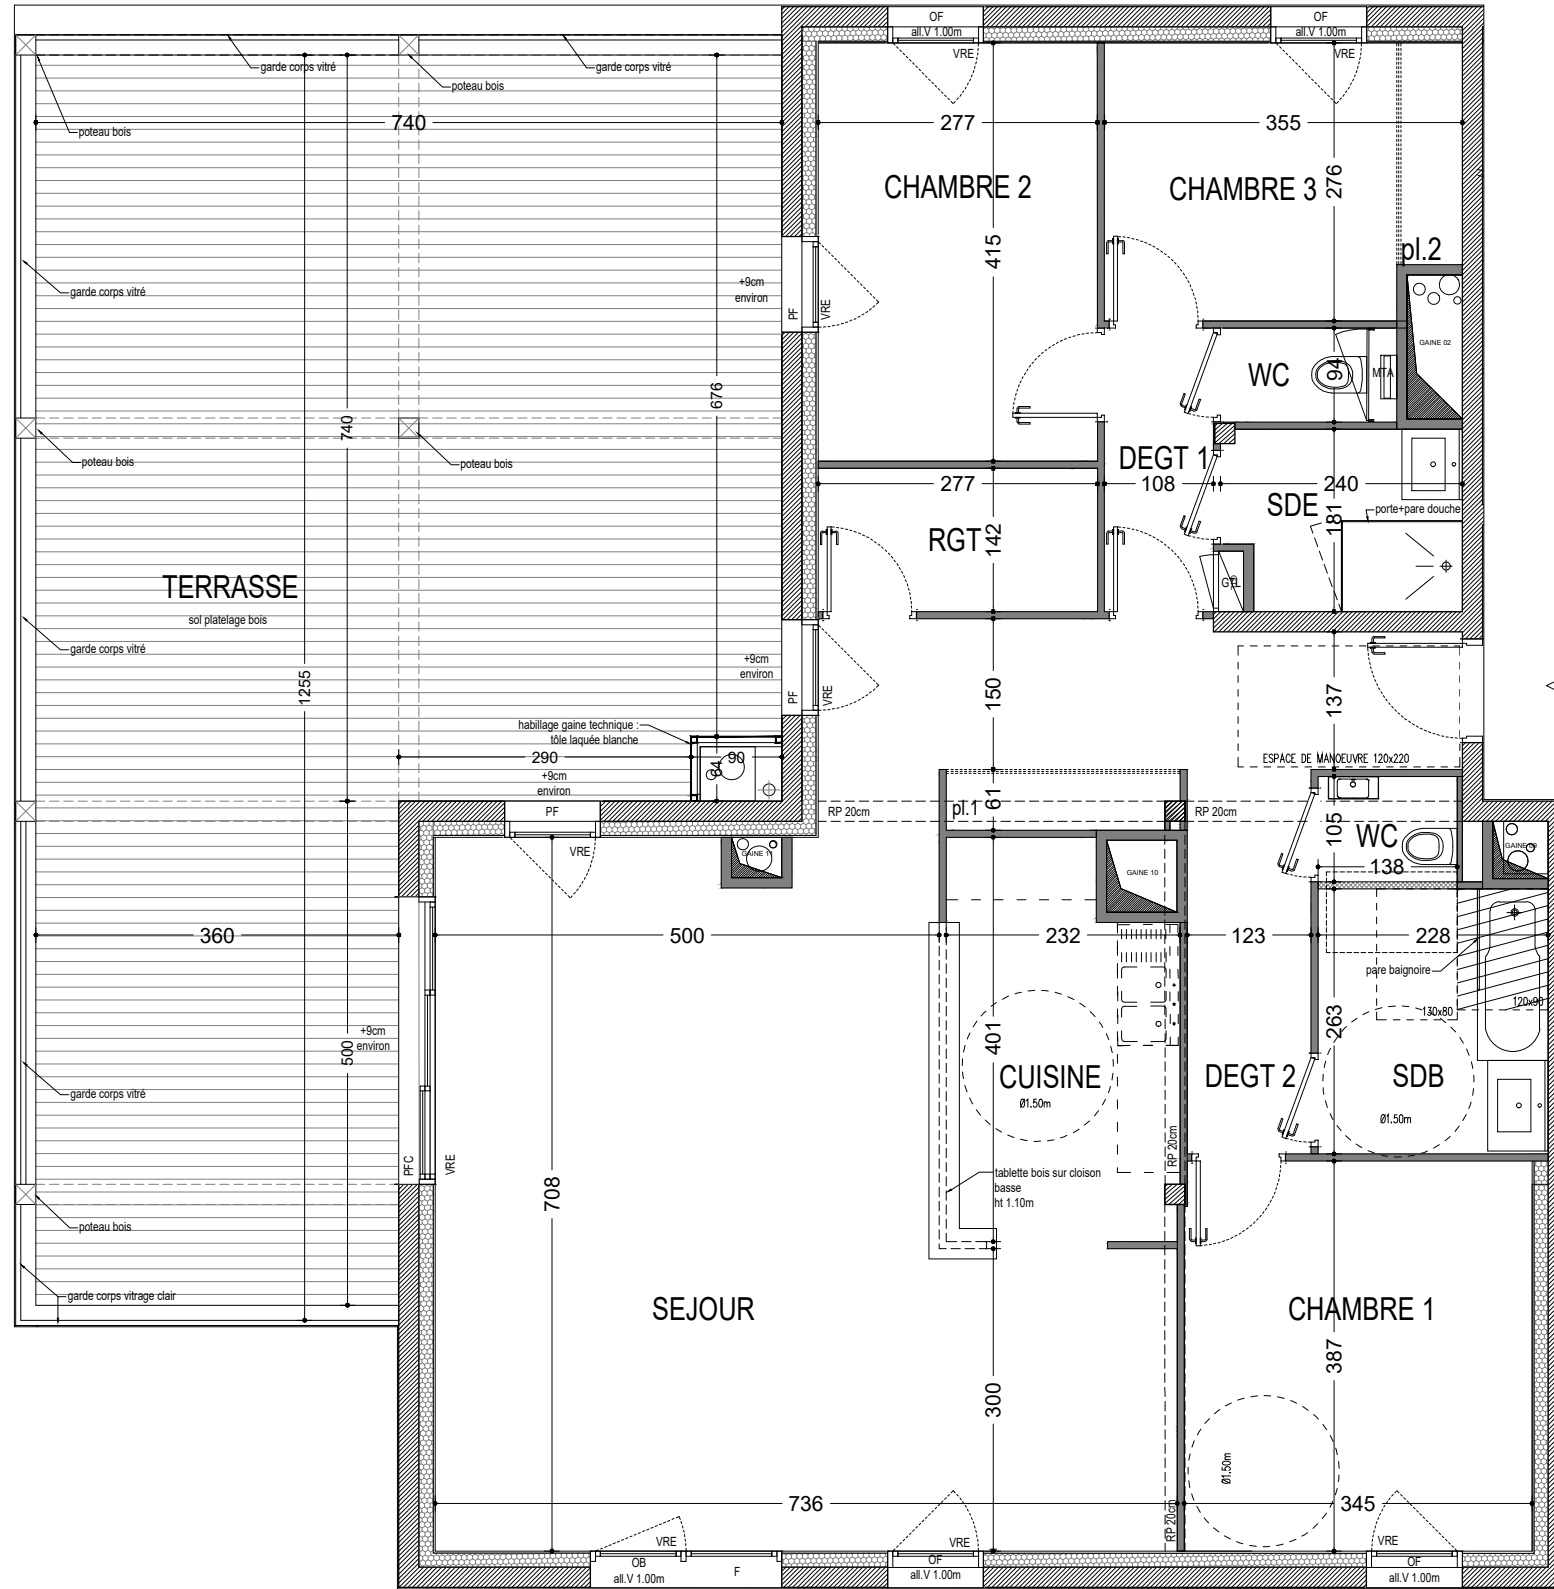 OF
all.V 1.00m
VRE
OF
all.V 1.00m
VRE
garde corps vitré
garde corps vitré
poteau bois
poteau bois
740
277
355
CHAMBRE 2
CHAMBRE 3
276
415
pl.2
garde corps vitré
+9cm
environ
PF
VRE
GAINE 02
WC
94
MTA
676
740
poteau bois
poteau bois
DEGT 1
277
108
240
SDE
181
porte+pare douche
RGT
142
GTL
TERRASSE
sol platelage bois
garde corps vitré
+9cm
environ
PF
VRE
1255
150
137
habillage gaine technique :
tôle laquée blanche
290
90
64
+9cm
environ
PF
VRE
ESPACE DE MANOEUVRE 120x220
RP 20cm
pl.1
61
RP 20cm
WC
105
138
GAINE 11
GAINE 10
GAINE 09
360
500
232
123
228
pare baignoire
130x80
120x90
263
+9cm
environ
500
401
CUISINE
Ø1.50m
DEGT 2
SDB
Ø1.50m
garde corps vitré
PFC
VRE
RP 20cm
tablette bois sur cloison
basse
ht 1.10m
708
poteau bois
garde corps vitrage clair
SEJOUR
CHAMBRE 1
387
300
Ø1.50m
736
345
RP 20cm
VRE
OB
all.V 1.00m
F
VRE
OF
all.V 1.00m
VRE
OF
all.V 1.00m